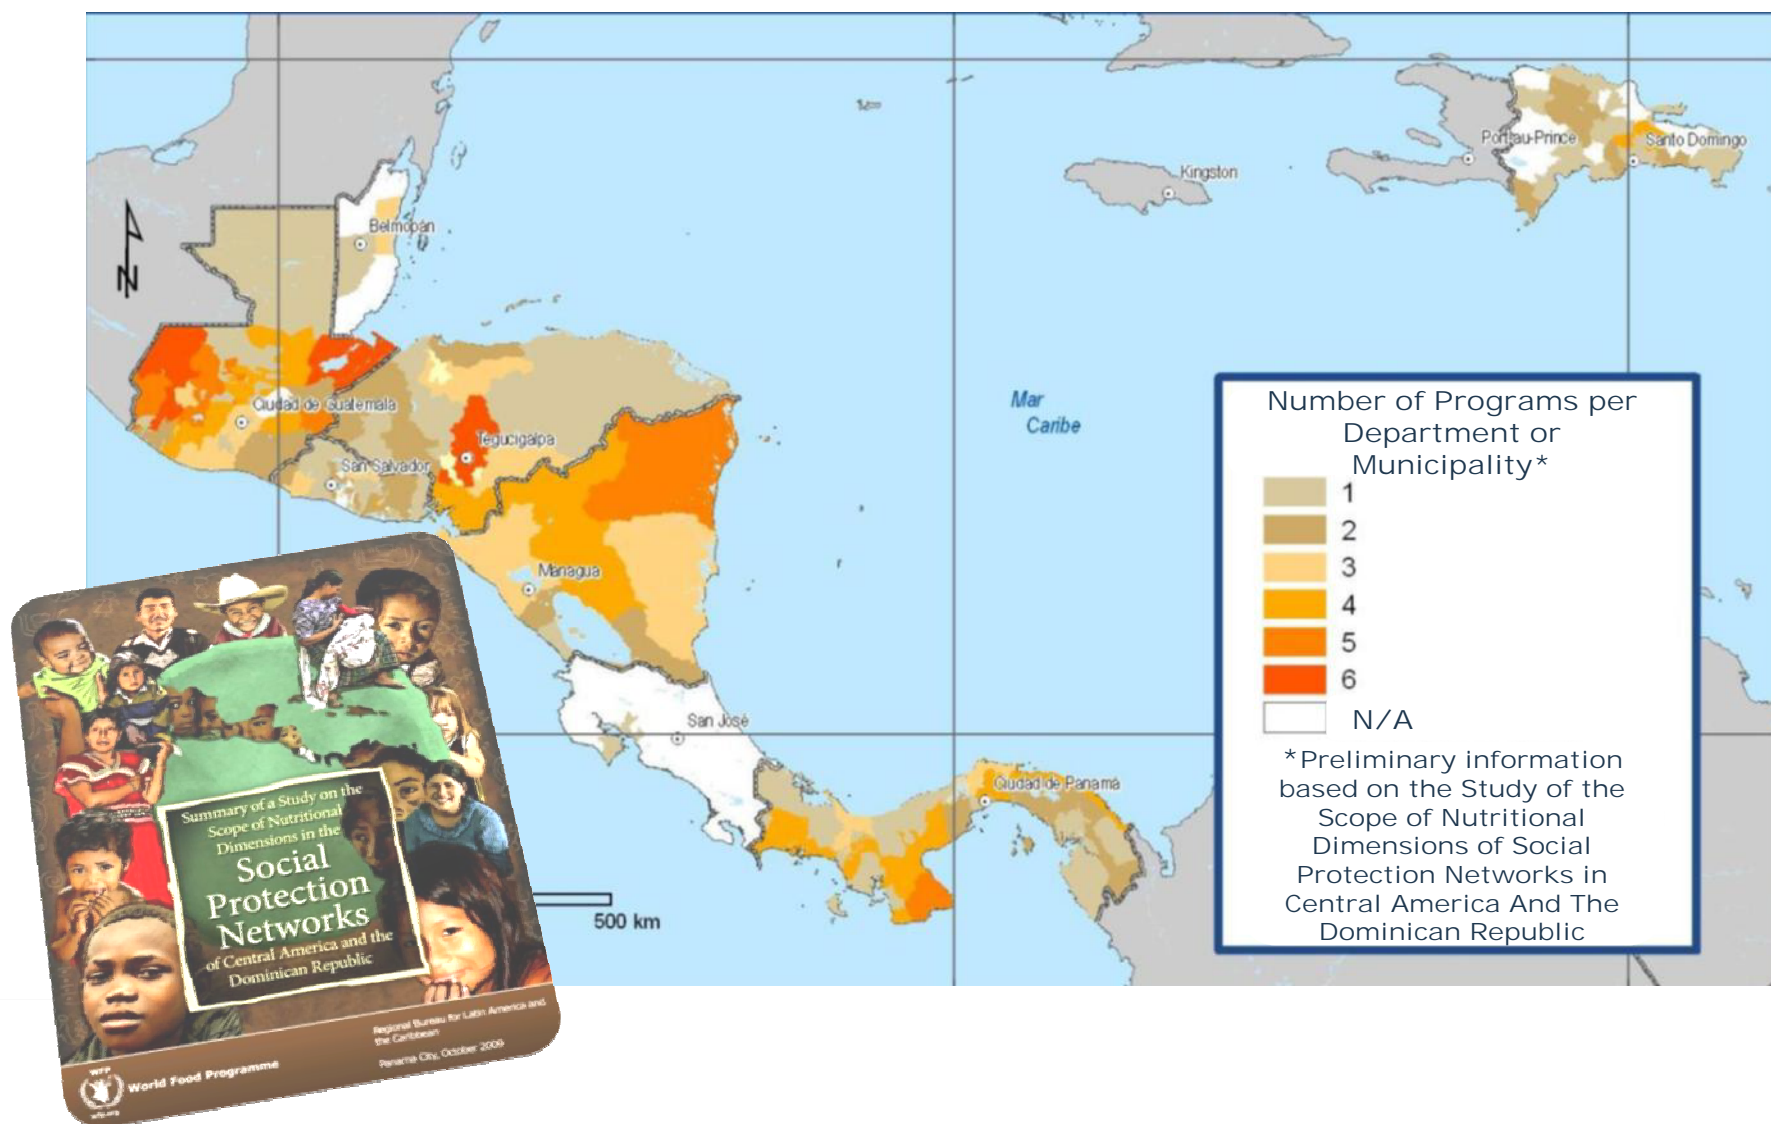 Belmopán
Ciudad de Guatemala
Tegucigalpa
San Salvador
Managua
San José
Ciudad de Panamá
Kingston
Port-au-Prince
Santo Domingo
Mar
Caribe
N
500 km
Number of Programs per
Department or
Municipality*
1
2
3
4
5
6
N/A
*Preliminary information
based on the Study of the
Scope of Nutritional
Dimensions of Social
Protection Networks in
Central America And The
Dominican Republic
Summary of a Study on the
Scope of Nutritional
Dimensions in the
Social
Protection
Networks
of Central America and the
Dominican Republic
Regional Bureau for Latin America and
the Caribbean
Panama City, October 2009
WFP
World Food Programme
wfp.org